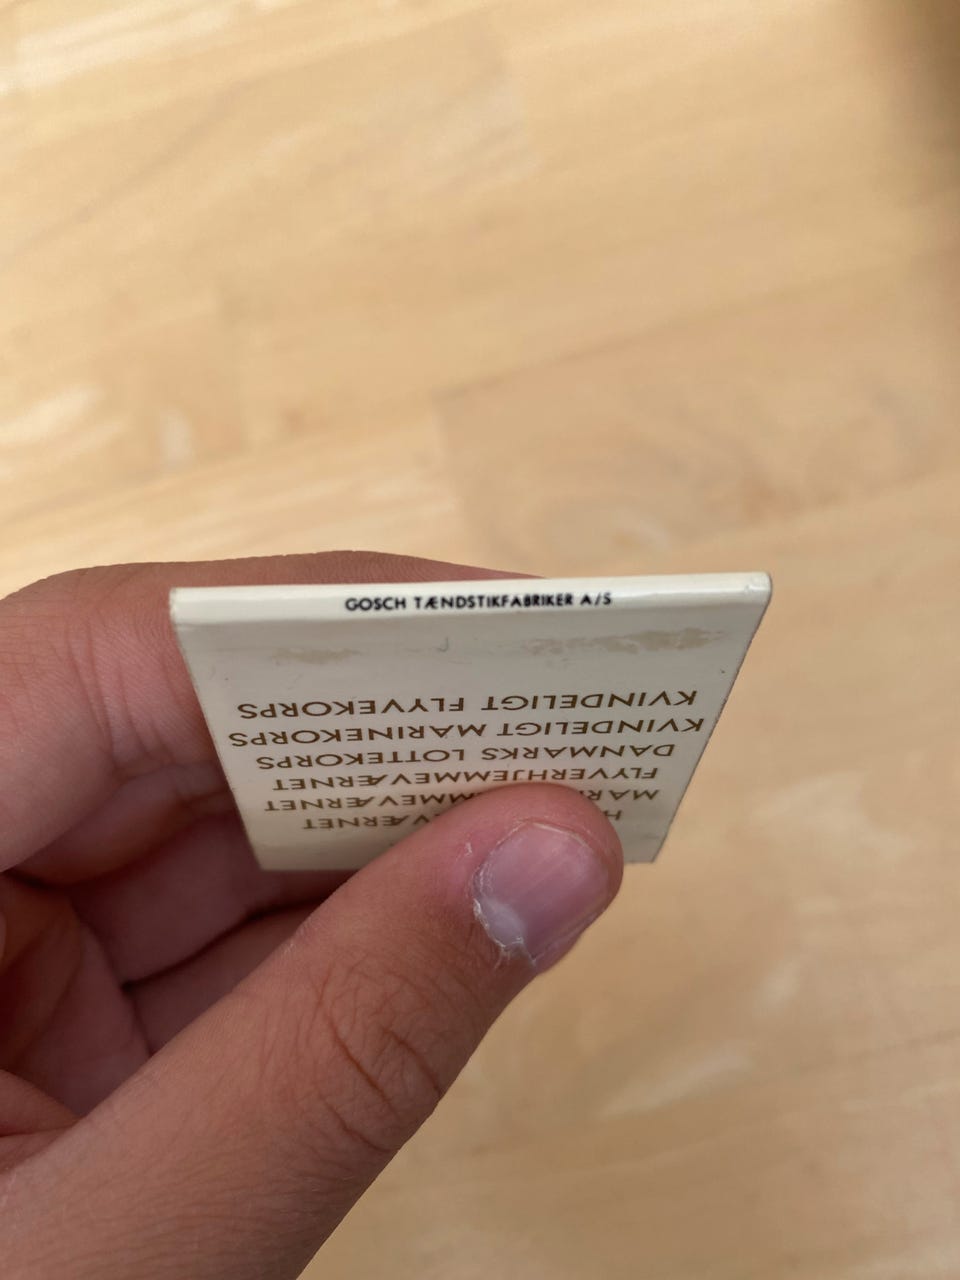 GOSCH TÆNDSTIKFABRIKER A/S
FLYVERHJEMMEVÆRNET
DANMARKS LOTTEKORPS
KVINDELIGT MARINEKORPS
KVINDELIGT FLYVEKORPS